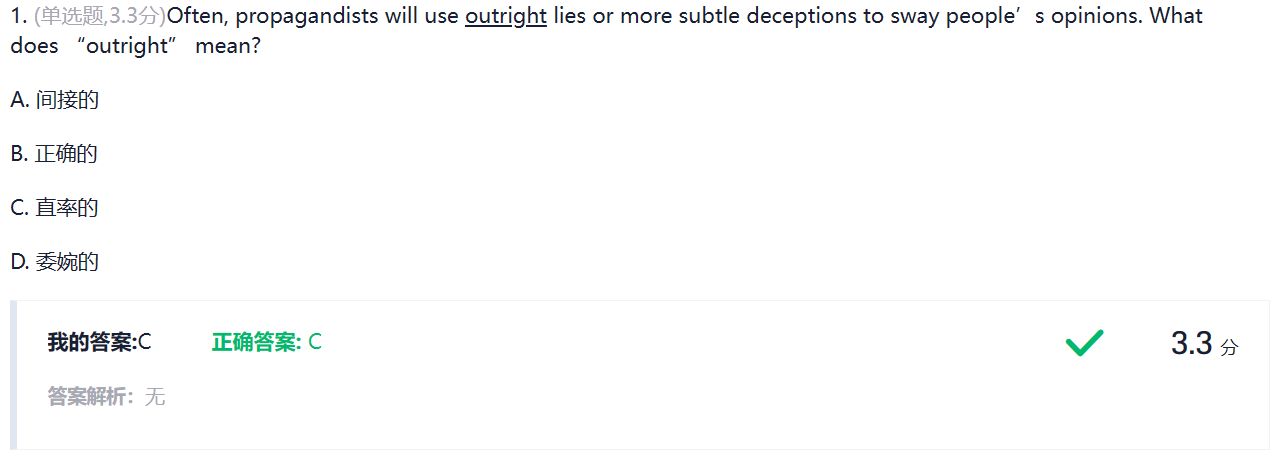 1. (单选题,3.3分)Often, propagandists will use outright lies or more subtle deceptions to sway people’s opinions. What
does “outright” mean?
A. 间接的
B. 正确的
C. 直率的
D. 委婉的
我的答案:C 正确答案: C 3.3 分
答案解析：无